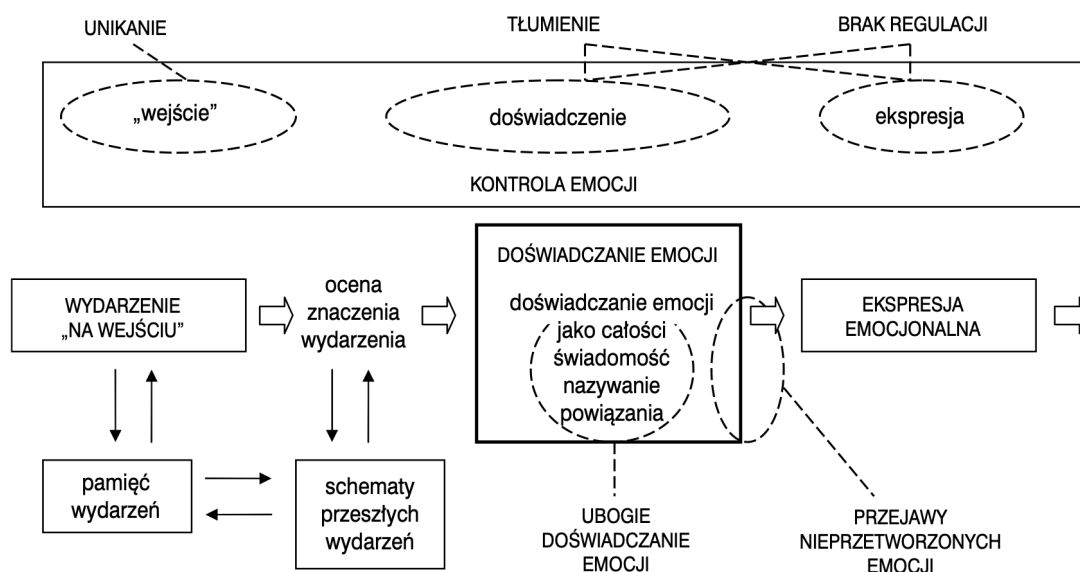 UNIKANIE
TŁUMIENIE
BRAK REGULACJI
„wejście”
doświadczenie
ekspresja
KONTROLA EMOCJI
WYDARZENIE
„NA WEJŚCIU”
ocena
znaczenia
wydarzenia
DOŚWIADCZANIE EMOCJI
doświadczanie emocji
jako całości
świadomość
nazywanie
powiązania
EKSPRESJA
EMOCJONALNA
pamięć
wydarzeń
schematy
przeszłych
wydarzeń
UBOGIE
DOŚWIADCZANIE
EMOCJI
PRZEJAWY
NIEPRZETWORZONYCH
EMOCJI